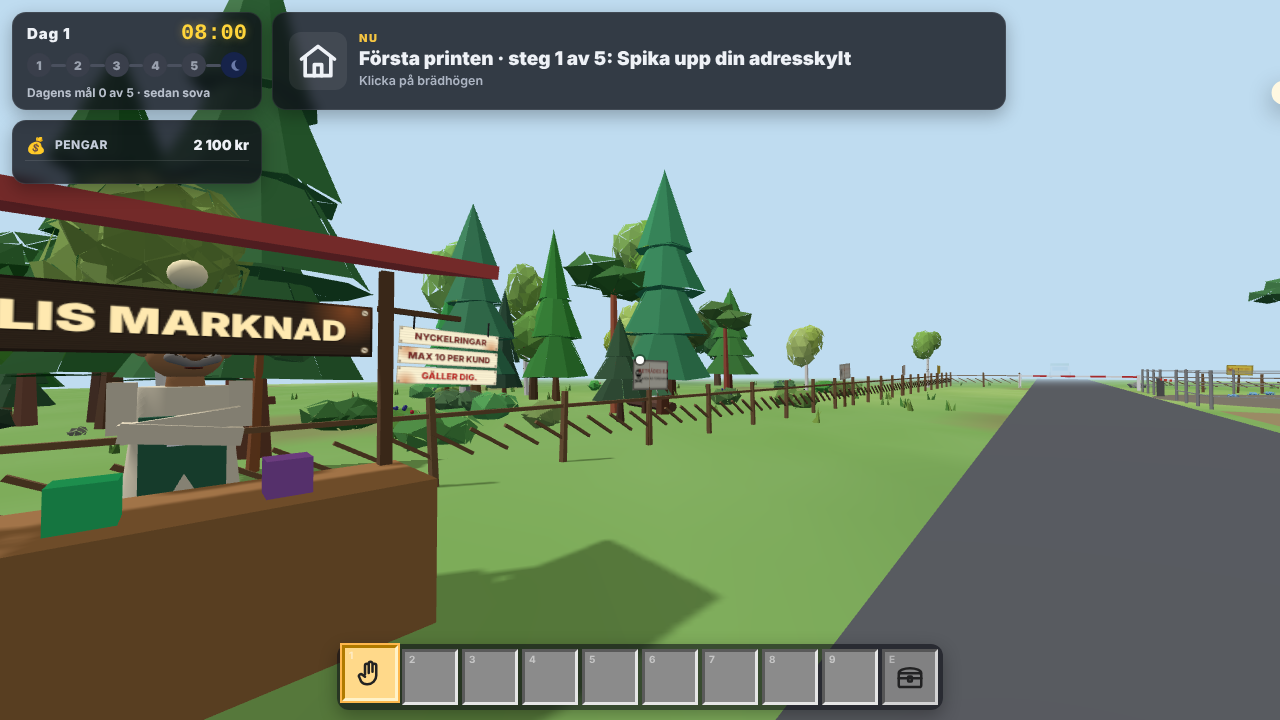 Dag 1
08:00
1 2 3 4 5
Dagens mål 0 av 5 · sedan sova
NU
Första printen · steg 1 av 5: Spika upp din adresskylt
Klicka på brädhögen
💰 PENGAR 2 100 kr
LIS MARKNAD
NYCKELRINGAR
MAX 10 PER KUND
GÄLLER DIG.
1 2 3 4 5 6 7 8 9 E